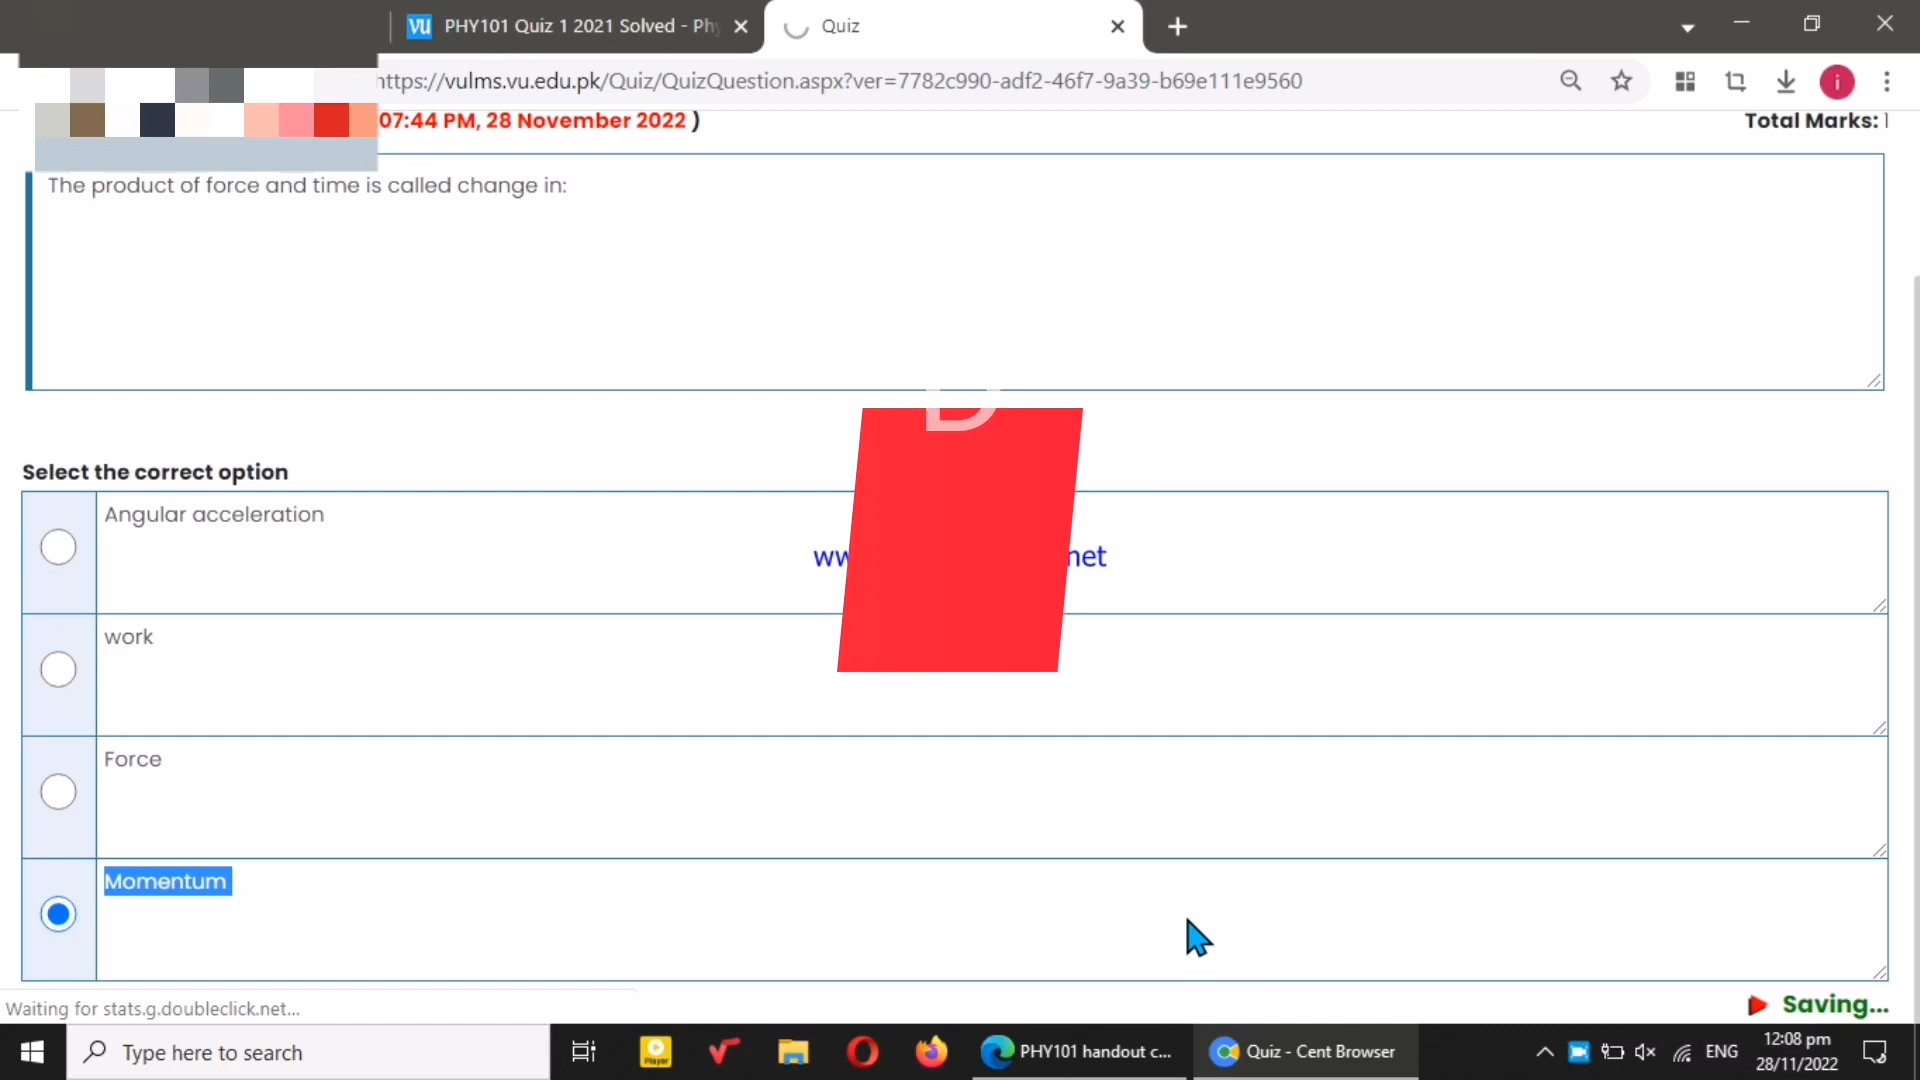 PHY101 Quiz 1 2021 Solved - Phy
Quiz
https://vulms.vu.edu.pk/Quiz/QuizQuestion.aspx?ver=7782c990-adf2-46f7-9a39-b69e111e9560
i
07:44 PM, 28 November 2022 )
Total Marks: 1
The product of force and time is called change in:
Select the correct option
Angular acceleration
net
work
Force
Momentum
Waiting for stats.g.doubleclick.net...
Saving...
Type here to search
Player
PHY101 handout c...
Quiz - Cent Browser
ENG
12:08 pm
28/11/2022